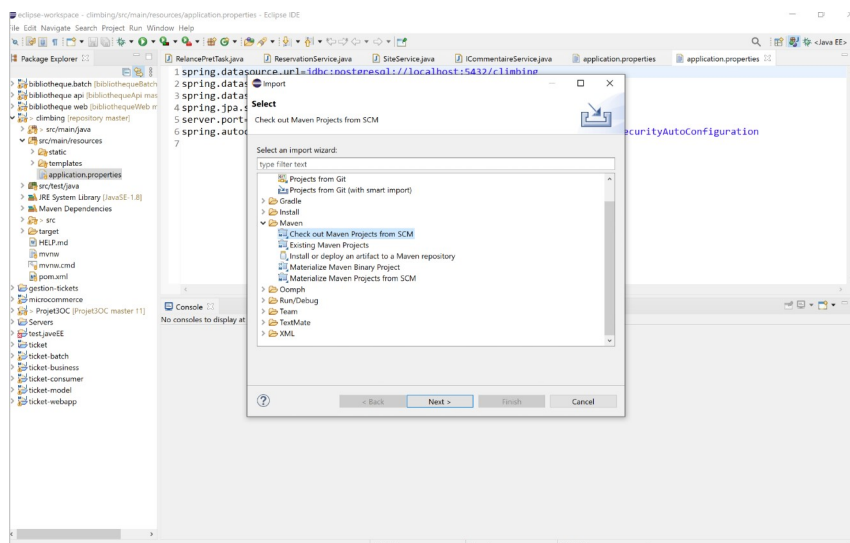 eclipse-workspace - climbing/src/main/resources/application.properties - Eclipse IDE
File Edit Navigate Search Project Run Window Help
<Java EE>
Package Explorer
RelancePretTask.java
ReservationService.java
SiteService.java
ICommentaireService.java
application.properties
application.properties
bibliotheque.batch [bibliothequeBatch
bibliotheque api [bibliothequeApi mas
bibliotheque web [bibliothequeWeb m
> climbing [repository master]
> src/main/java
src/main/resources
static
templates
application.properties
src/test/java
JRE System Library [JavaSE-1.8]
Maven Dependencies
> src
target
HELP.md
mvnw
mvnw.cmd
pom.xml
gestion-tickets
microcommerce
> Projet3OC [Projet3OC master 11]
Servers
test.javeEE
ticket
ticket-batch
ticket-business
ticket-consumer
ticket-model
ticket-webapp
1 spring.datasource.url=jdbc:postgresql://localhost:5432/climbing
2 spring.datas
3 spring.datas
4 spring.jpa.s
5 server.port=
6 spring.autoc
ecurityAutoConfiguration
7
Console
No consoles to display at
Import
Select
Check out Maven Projects from SCM
Select an import wizard:
type filter text
Projects from Git
Projects from Git (with smart import)
Gradle
Install
Maven
Check out Maven Projects from SCM
Existing Maven Projects
Install or deploy an artifact to a Maven repository
Materialize Maven Binary Project
Materialize Maven Projects from SCM
Oomph
Run/Debug
Team
TextMate
XML
?
< Back
Next >
Finish
Cancel